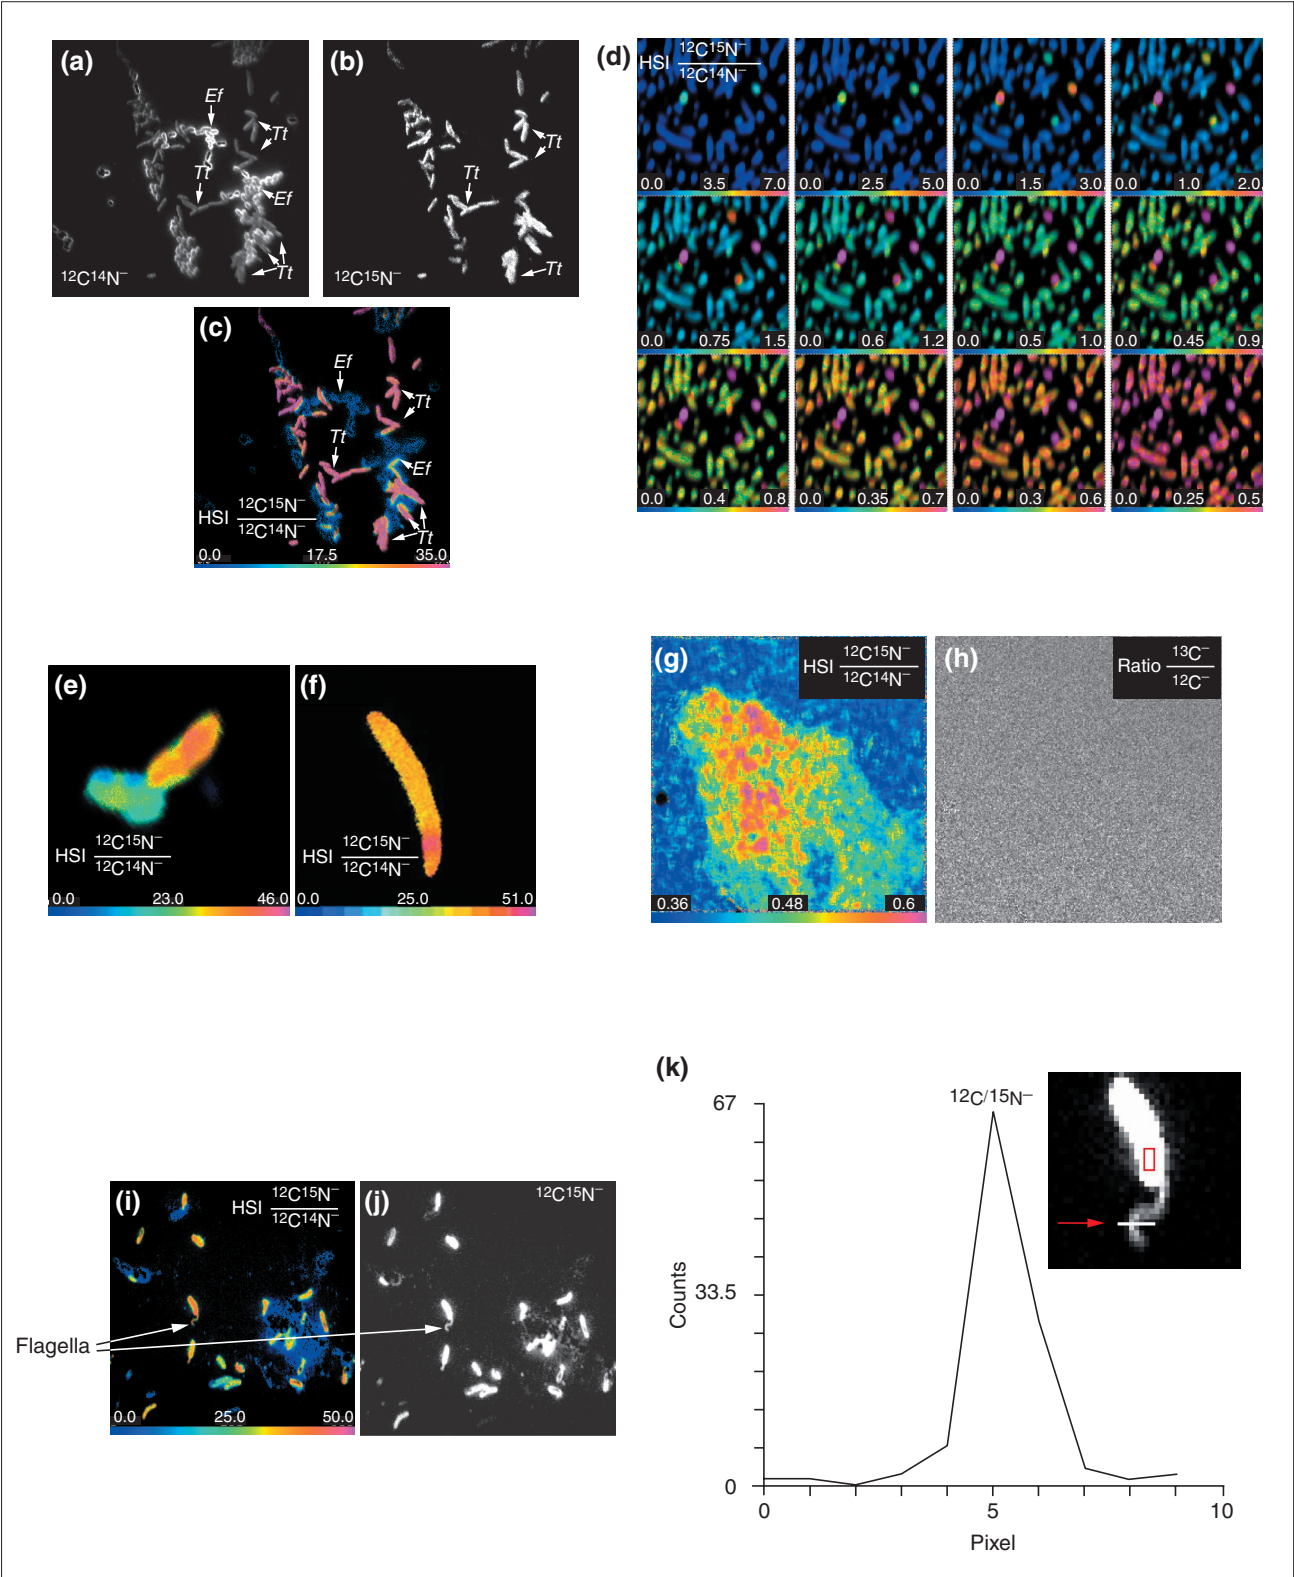 (a)
Ef
Tt
Tt
Ef
Tt
12C14N−
(b)
Tt
Tt
Tt
12C15N−
(c)
Ef
Tt
Tt
Ef
Tt
HSI 12C15N− / 12C14N−
0.0 17.5 35.0
(d)
HSI 12C15N− / 12C14N−
0.0 3.5 7.0 0.0 2.5 5.0 0.0 1.5 3.0 0.0 1.0 2.0
0.0 0.75 1.5 0.0 0.6 1.2 0.0 0.5 1.0 0.0 0.45 0.9
0.0 0.4 0.8 0.0 0.35 0.7 0.0 0.3 0.6 0.0 0.25 0.5
(e)
HSI 12C15N− / 12C14N−
0.0 23.0 46.0
(f)
HSI 12C15N− / 12C14N−
0.0 25.0 51.0
(g)
HSI 12C15N− / 12C14N−
0.36 0.48 0.6
(h)
Ratio 13C− / 12C−
(i)
HSI 12C15N− / 12C14N−
Flagella
0.0 25.0 50.0
(j)
12C15N−
(k)
12C/15N−
67
33.5
0
Counts
0 5 10
Pixel